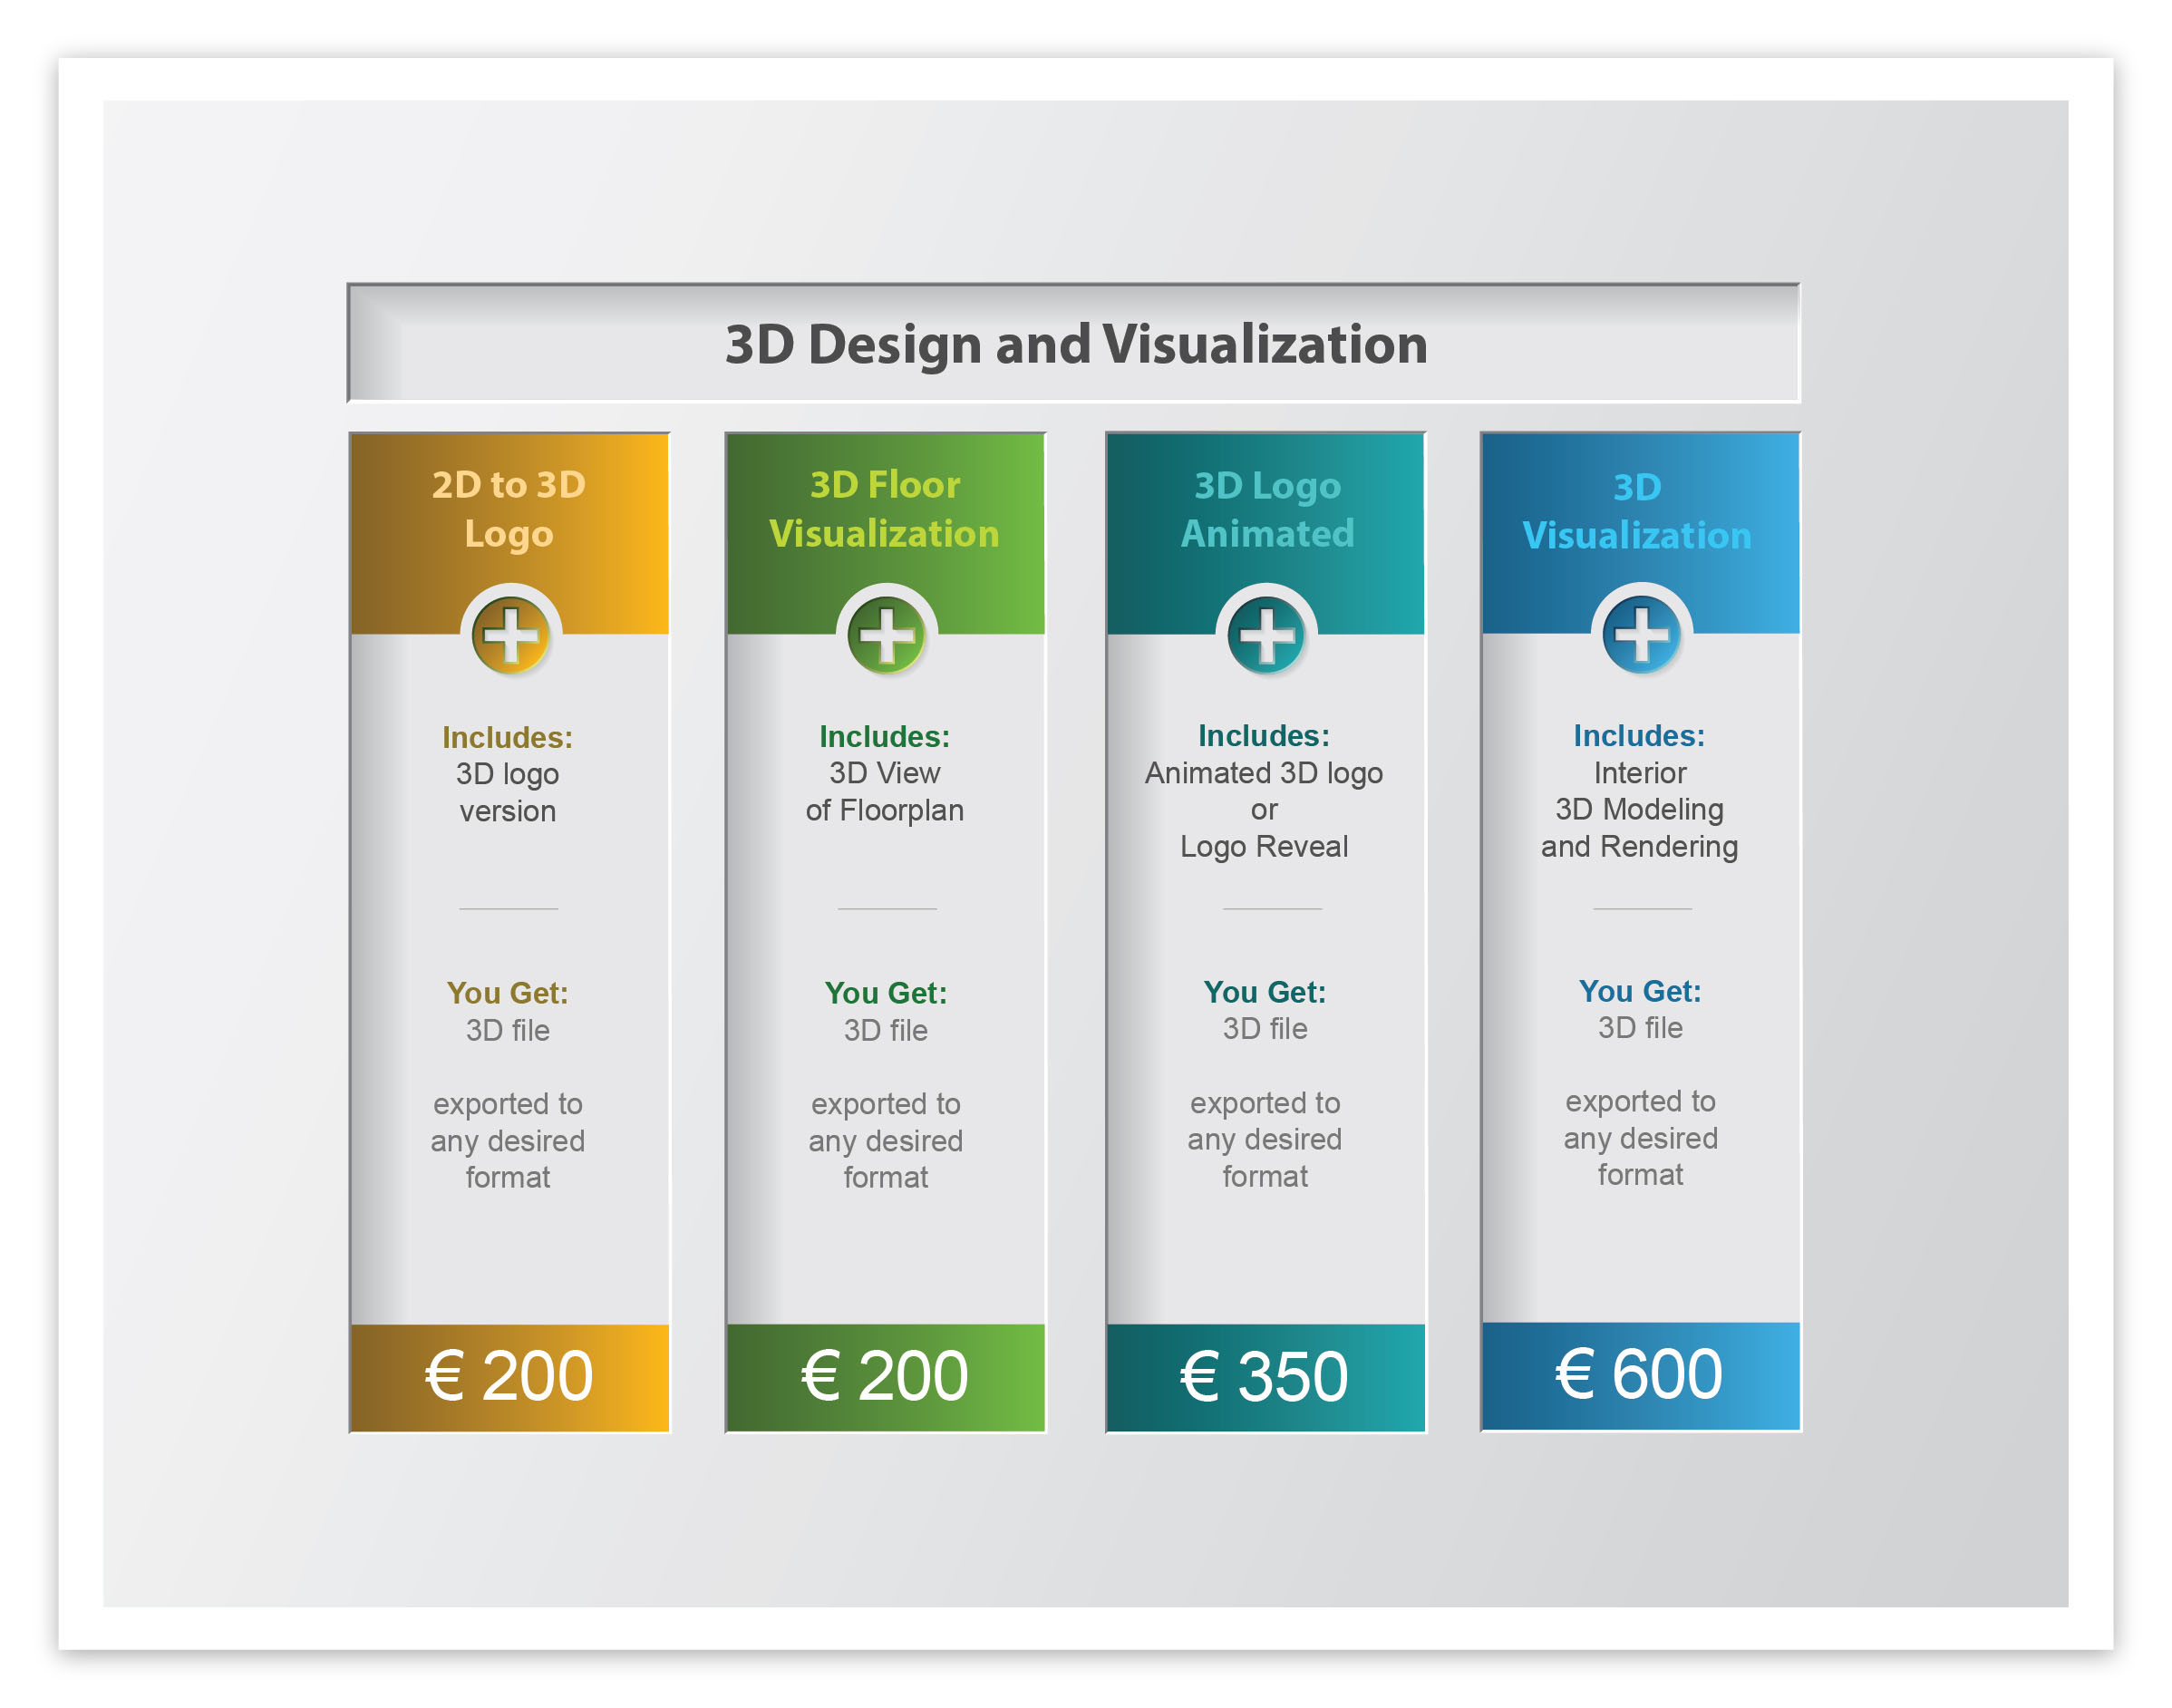 3D Design and Visualization
2D to 3D
Logo
Includes:
3D logo
version
You Get:
3D file
exported to
any desired
format
€ 200
3D Floor
Visualization
Includes:
3D View
of Floorplan
You Get:
3D file
exported to
any desired
format
€ 200
3D Logo
Animated
Includes:
Animated 3D logo
or
Logo Reveal
You Get:
3D file
exported to
any desired
format
€ 350
3D
Visualization
Includes:
Interior
3D Modeling
and Rendering
You Get:
3D file
exported to
any desired
format
€ 600